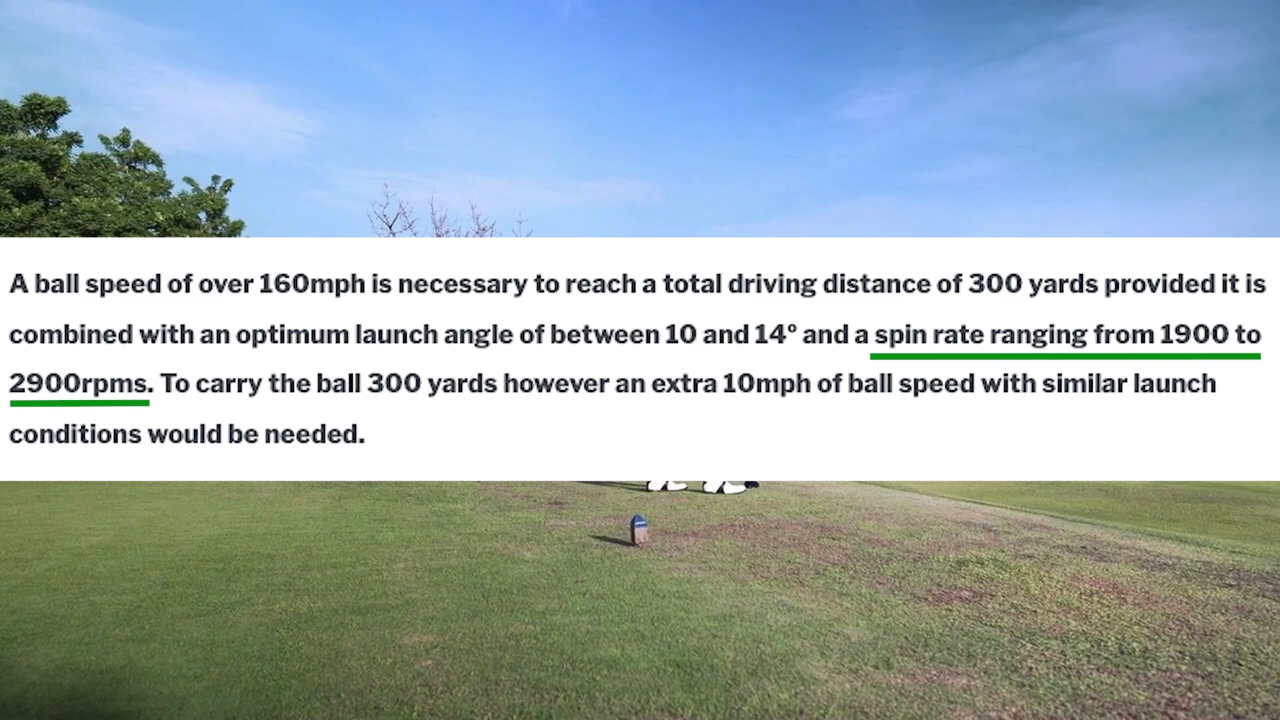 A ball speed of over 160mph is necessary to reach a total driving distance of 300 yards provided it is
combined with an optimum launch angle of between 10 and 14º and a spin rate ranging from 1900 to
2900rpms. To carry the ball 300 yards however an extra 10mph of ball speed with similar launch
conditions would be needed.